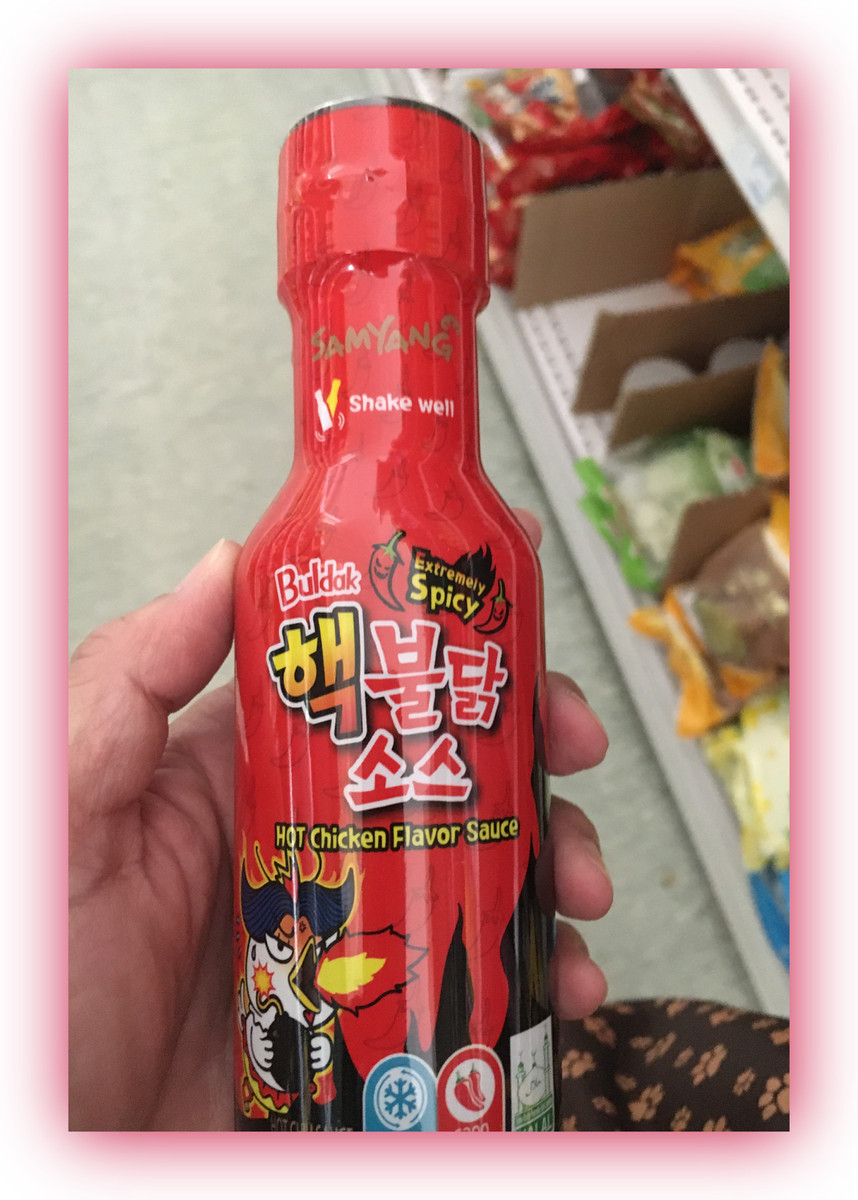 SAMYANG
Shake well
Buldak
Extremely
Spicy
핵불닭
소스
HOT Chicken Flavor Sauce